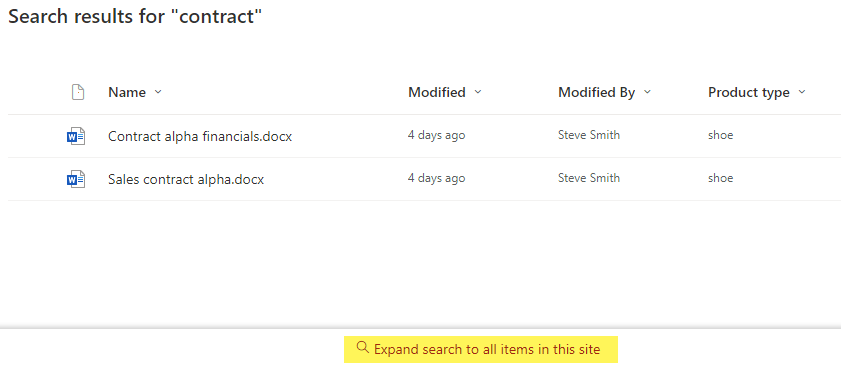 Search results for "contract"
Name Modified Modified By Product type
Contract alpha financials.docx 4 days ago Steve Smith shoe
Sales contract alpha.docx 4 days ago Steve Smith shoe
Expand search to all items in this site